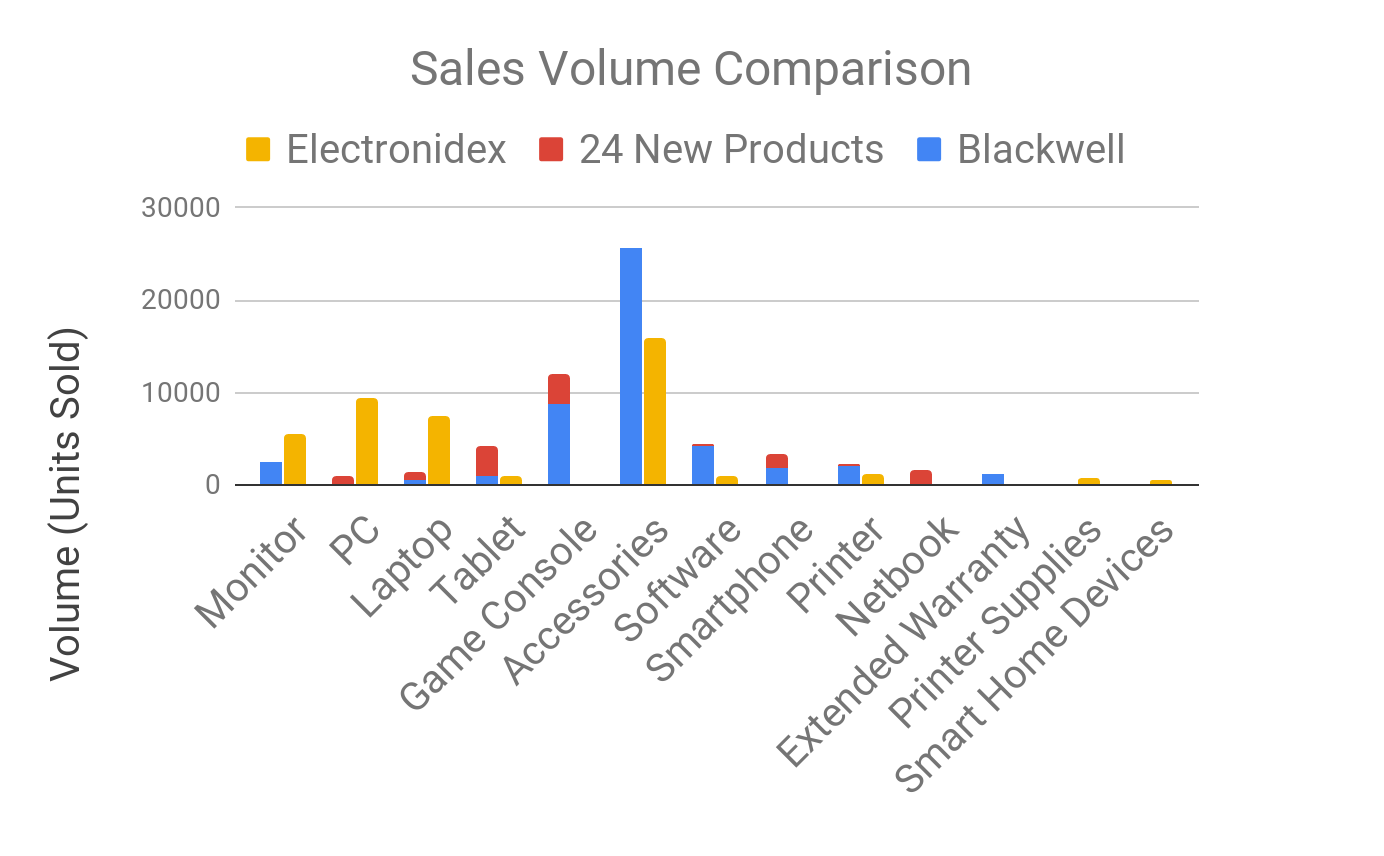 Sales Volume Comparison
Electronidex
24 New Products
Blackwell
Volume (Units Sold)
30000
20000
10000
0
Monitor
PC
Laptop
Tablet
Game Console
Accessories
Software
Smartphone
Printer
Netbook
Extended Warranty
Printer Supplies
Smart Home Devices